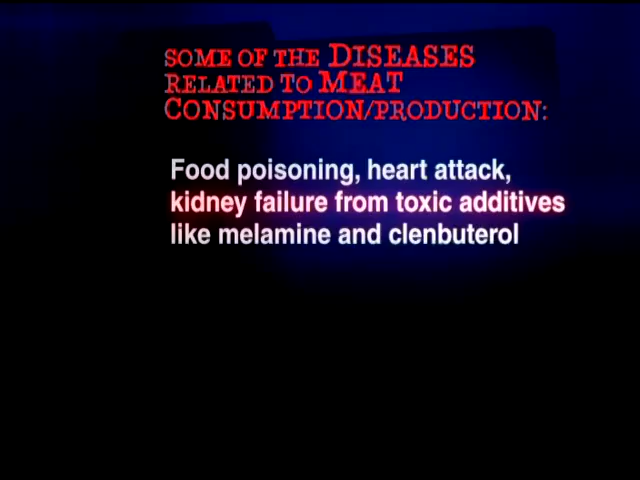 SOME OF THE DISEASES
RELATED TO MEAT
CONSUMPTION/PRODUCTION:
Food poisoning, heart attack,
kidney failure from toxic additives
like melamine and clenbuterol